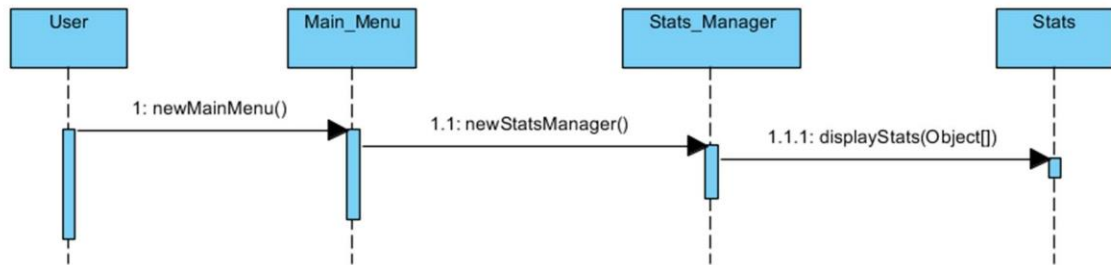 User
Main_Menu
Stats_Manager
Stats
1: newMainMenu()
1.1: newStatsManager()
1.1.1: displayStats(Object[])